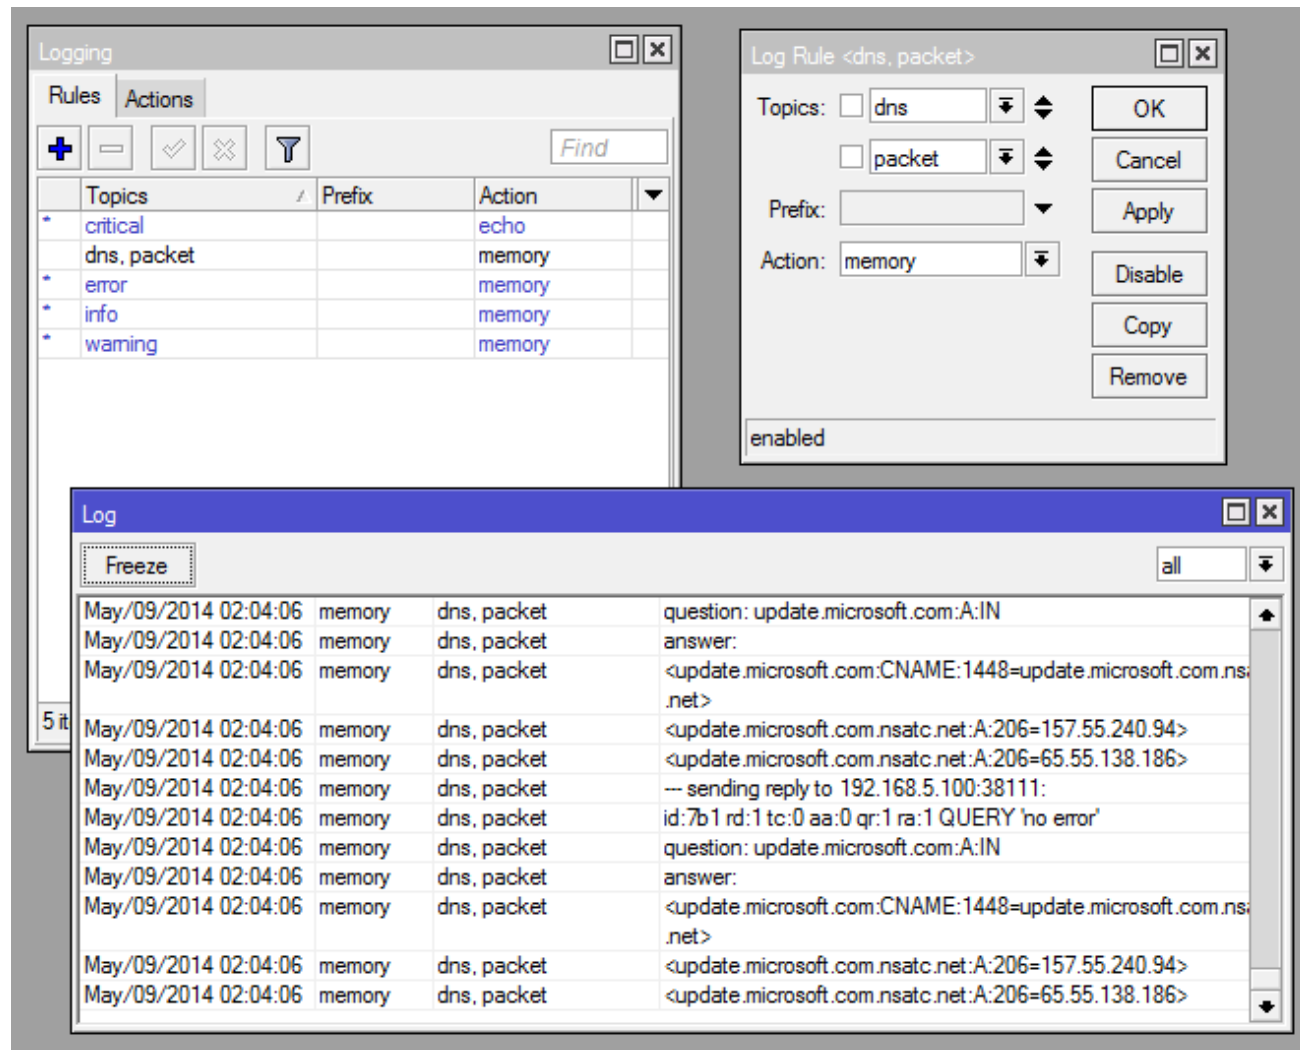 Logging
Rules Actions
Find
Topics Prefix Action
* critical echo
dns, packet memory
* error memory
* info memory
* warning memory
5 it
Log Rule <dns, packet>
Topics: dns
packet
Prefix:
Action: memory
OK
Cancel
Apply
Disable
Copy
Remove
enabled
Log
Freeze all
May/09/2014 02:04:06 memory dns, packet question: update.microsoft.com:A:IN
May/09/2014 02:04:06 memory dns, packet answer:
May/09/2014 02:04:06 memory dns, packet <update.microsoft.com:CNAME:1448=update.microsoft.com.nsa
.net>
May/09/2014 02:04:06 memory dns, packet <update.microsoft.com.nsatc.net:A:206=157.55.240.94>
May/09/2014 02:04:06 memory dns, packet <update.microsoft.com.nsatc.net:A:206=65.55.138.186>
May/09/2014 02:04:06 memory dns, packet --- sending reply to 192.168.5.100:38111:
May/09/2014 02:04:06 memory dns, packet id:7b1 rd:1 tc:0 aa:0 qr:1 ra:1 QUERY 'no error'
May/09/2014 02:04:06 memory dns, packet question: update.microsoft.com:A:IN
May/09/2014 02:04:06 memory dns, packet answer:
May/09/2014 02:04:06 memory dns, packet <update.microsoft.com:CNAME:1448=update.microsoft.com.nsa
.net>
May/09/2014 02:04:06 memory dns, packet <update.microsoft.com.nsatc.net:A:206=157.55.240.94>
May/09/2014 02:04:06 memory dns, packet <update.microsoft.com.nsatc.net:A:206=65.55.138.186>